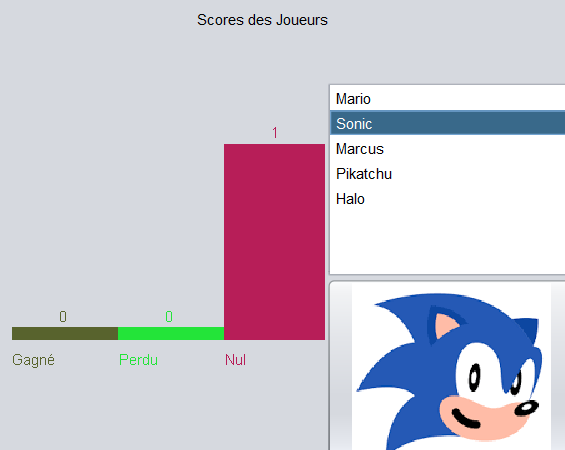 Scores des Joueurs
1
0
0
Gagné
Perdu
Nul
Mario
Sonic
Marcus
Pikatchu
Halo